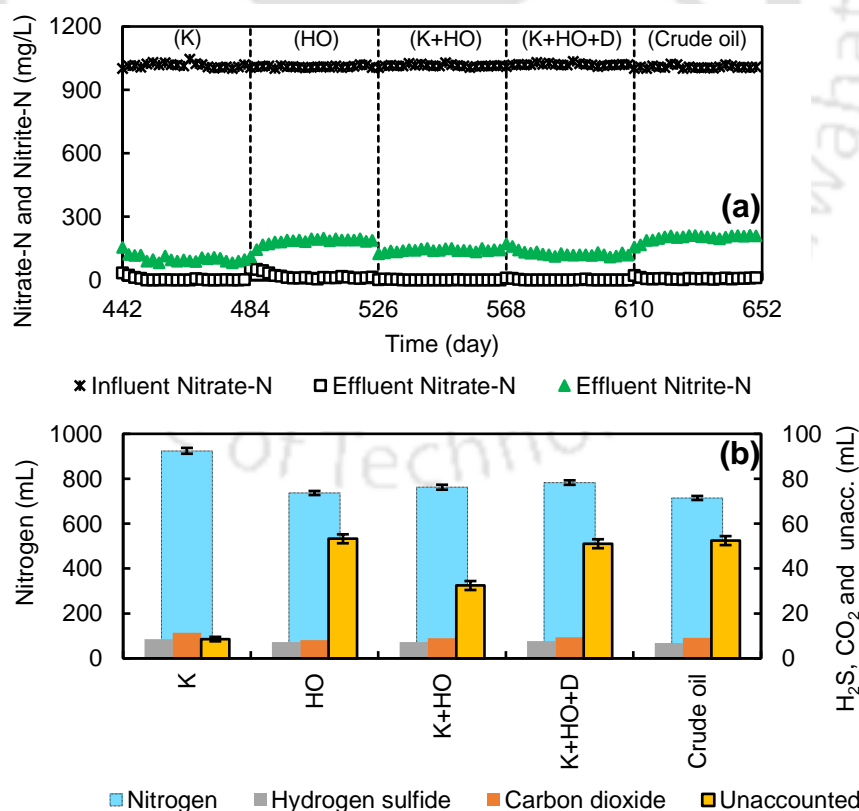 (K) (HO) (K+HO) (K+HO+D) (Crude oil)
1200
900
600
300
0
Nitrate-N and Nitrite-N (mg/L)
(a)
442 484 526 568 610 652
Time (day)
Influent Nitrate-N Effluent Nitrate-N Effluent Nitrite-N
(b)
of Techno
1000
800
600
400
200
0
Nitrogen (mL)
100
80
60
40
20
0
H₂S, CO₂ and unacc. (mL)
K HO K+HO K+HO+D Crude oil
Nitrogen Hydrogen sulfide Carbon dioxide Unaccounted